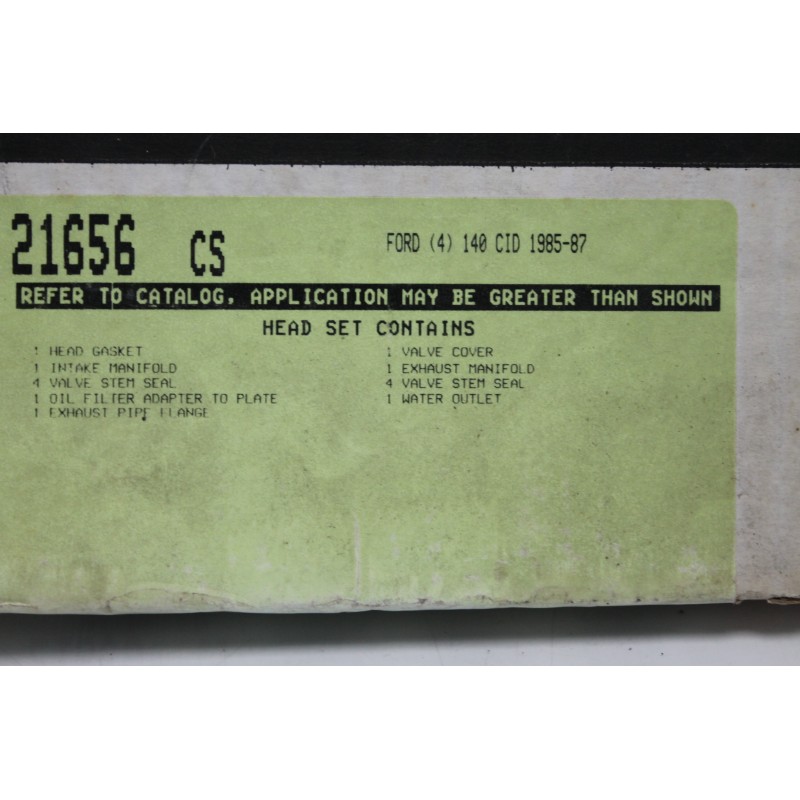 21656 CS FORD (4) 140 CID 1985-87
REFER TO CATALOG, APPLICATION MAY BE GREATER THAN SHOWN
HEAD SET CONTAINS
1 HEAD GASKET
1 INTAKE MANIFOLD
4 VALVE STEM SEAL
1 OIL FILTER ADAPTER TO PLATE
1 EXHAUST PIPE FLANGE
1 VALVE COVER
1 EXHAUST MANIFOLD
4 VALVE STEM SEAL
1 WATER OUTLET